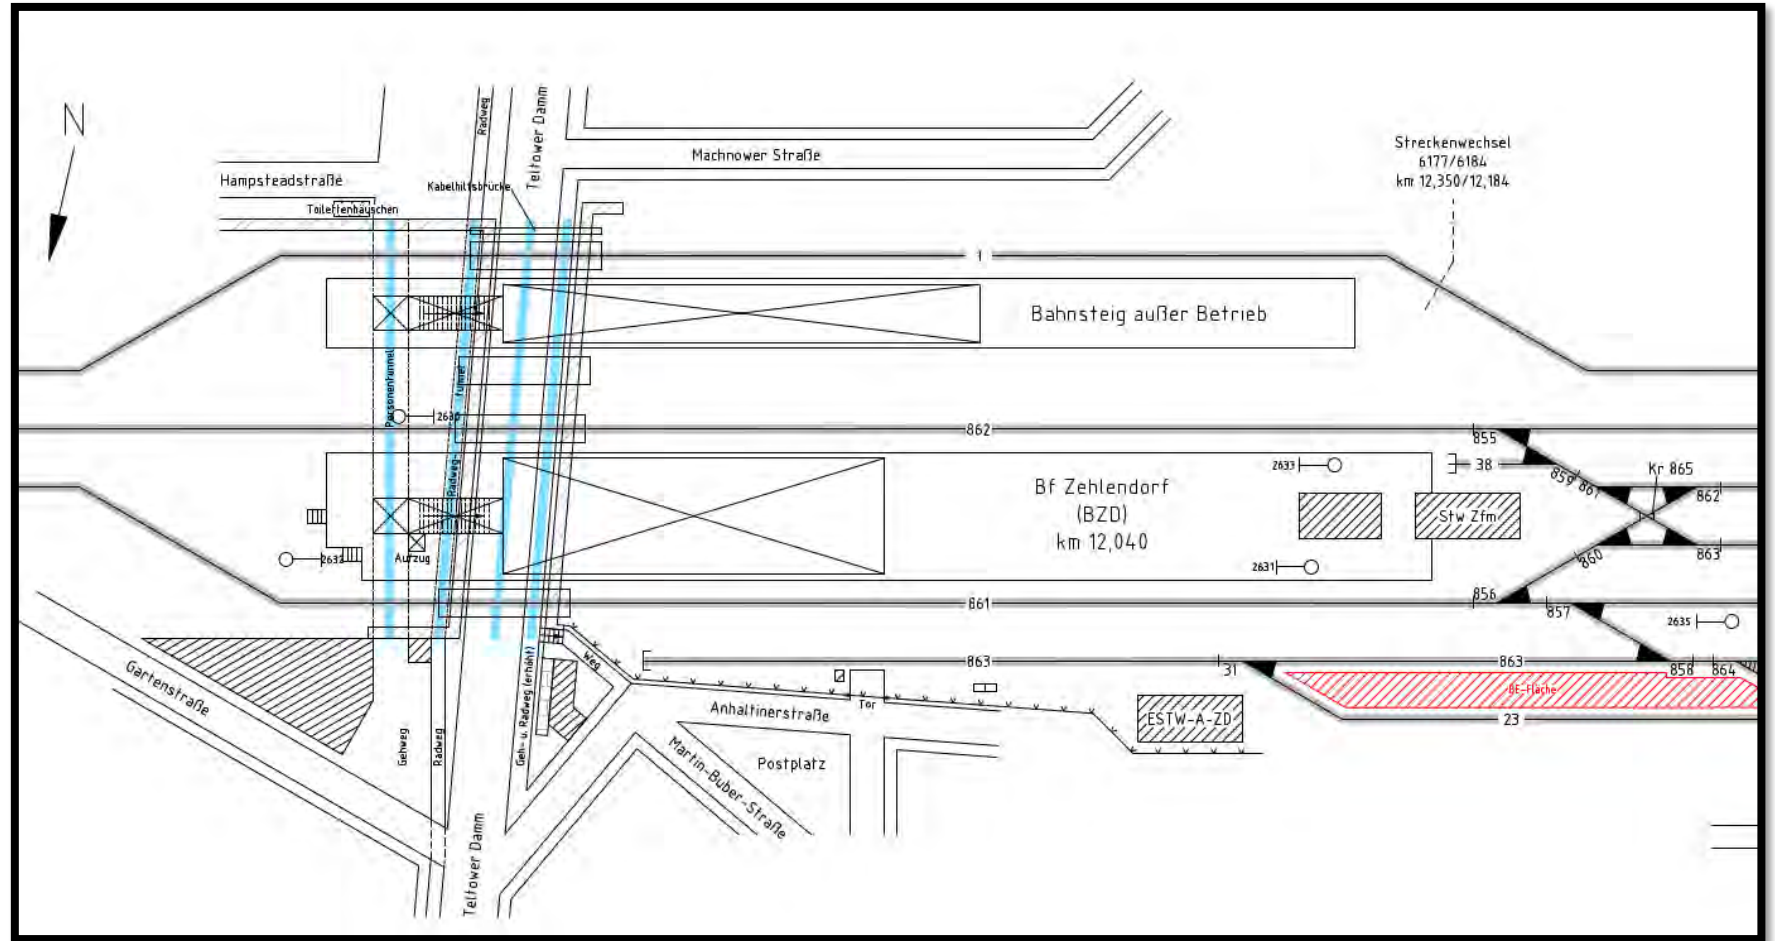 N
Radweg
Teltower Damm
Machnower Straße
Streckenwechsel
6177/6184
km 12,350/12,184
Hampsteadstraße
Kabelhilfsbrücke
Toilettenhäuschen
1
Bahnsteig außer Betrieb
Personentunnel
Radweg-
tunnel
2630
862
855
2633
38
859
861
Kr 865
862
Bf Zehlendorf
(BZD)
km 12,040
Stw Zfm
2632
Aufzug
2631
860
863
861
856
857
2635
Weg
863
31
863
858
864
BE-Fläche
23
Gartenstraße
Gehweg
Radweg
Geh- u. Radweg (erhöht)
Anhaltinerstraße
Tor
ESTW-A-ZD
Martin-Buber-Straße
Postplatz
Teltower Damm